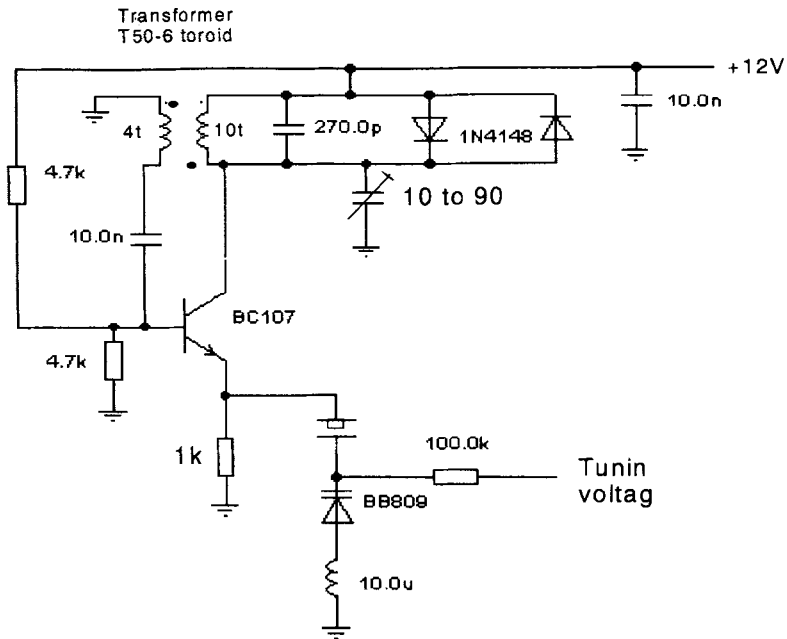 Transformer
T50-6 toroid
+12V
10.0n
4t
10t
270.0p
1N4148
4.7k
10 to 90
10.0n
BC107
4.7k
1k
100.0k
Tunin
voltag
BB809
10.0u